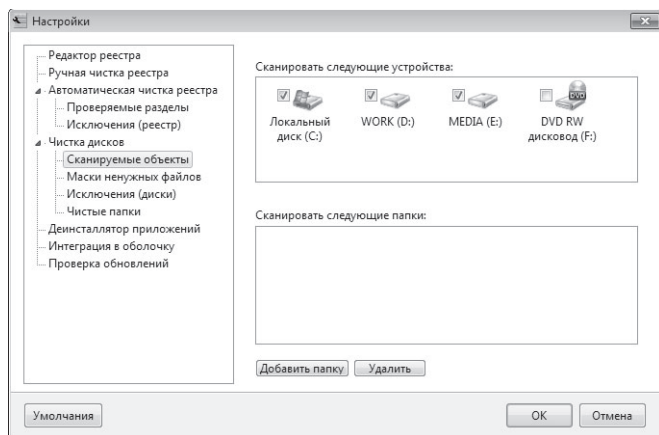 Настройки
Редактор реестра
Ручная чистка реестра
Автоматическая чистка реестра
Проверяемые разделы
Исключения (реестр)
Чистка дисков
Сканируемые объекты
Маски ненужных файлов
Исключения (диски)
Чистые папки
Деинсталлятор приложений
Интеграция в оболочку
Проверка обновлений
Сканировать следующие устройства:
Локальный диск (C:)
WORK (D:)
MEDIA (E:)
DVD
DVD RW дисковод (F:)
Сканировать следующие папки:
Добавить папку
Удалить
Умолчания
OK
Отмена